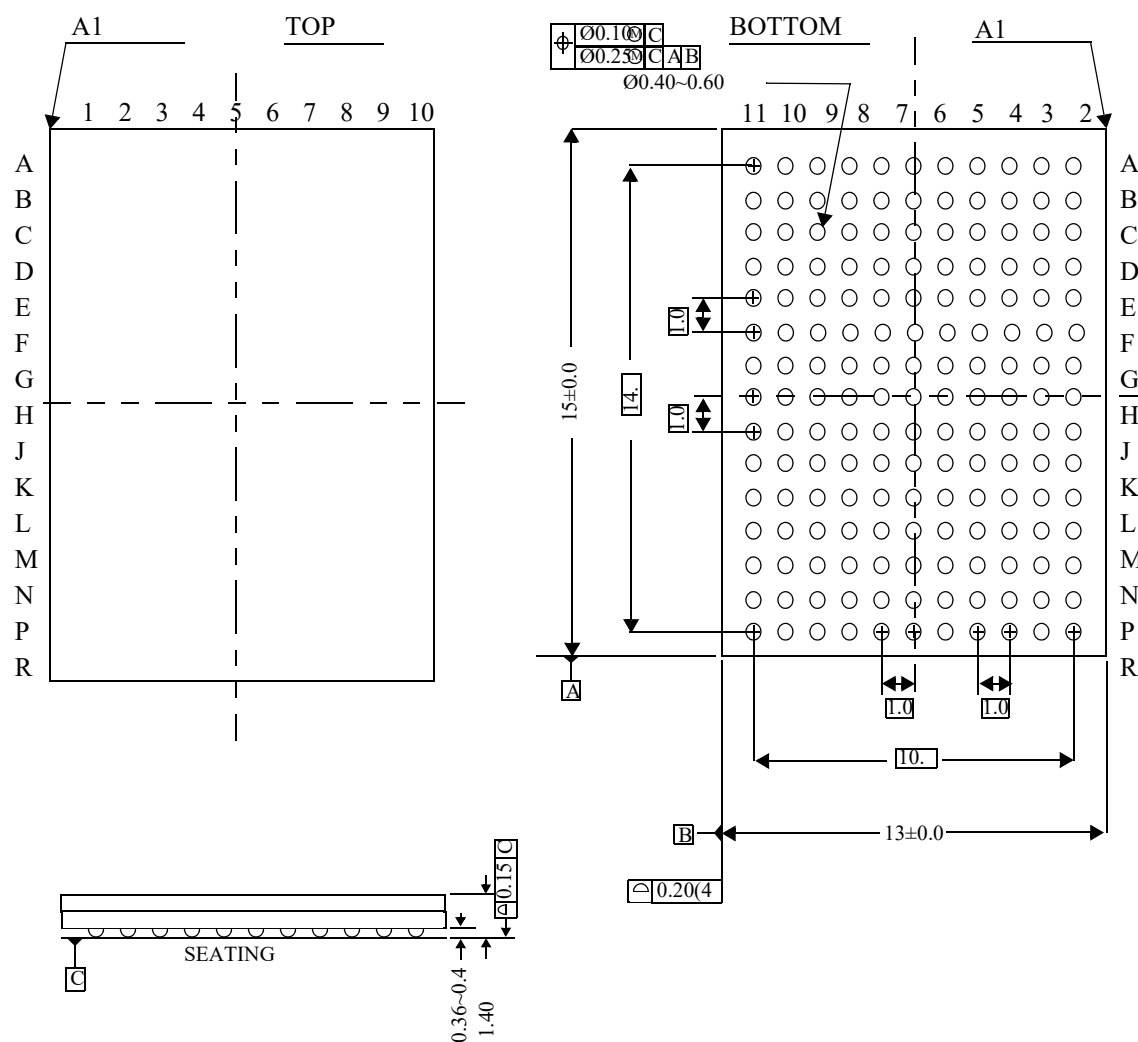 A1 TOP
1 2 3 4 5 6 7 8 9 10
A
B
C
D
E
F
G
H
J
K
L
M
N
P
R
Ø0.10Ⓜ C
Ø0.25Ⓜ C A B
Ø0.40~0.60
BOTTOM
A1
11 10 9 8 7 6 5 4 3 2
A
B
C
D
E
F
G
H
J
K
L
M
N
P
R
1.0
1.0
15±0.0
14.
A
1.0
1.0
10.
B
13±0.0
0.20(4
0.15 C
SEATING
C
0.36~0.4
1.40